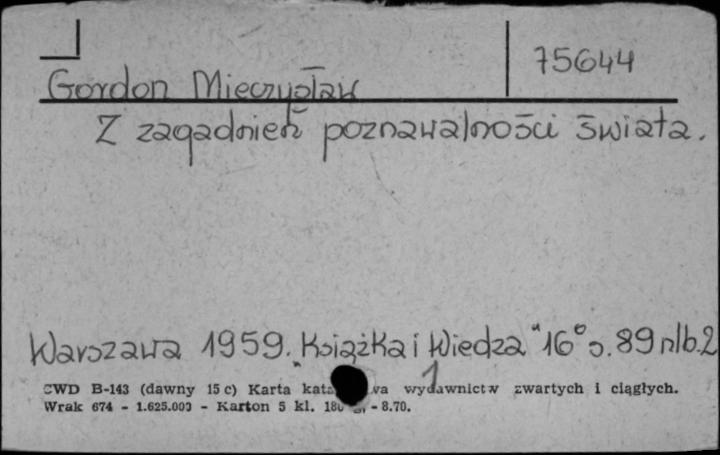 75644
Gordon Mieczysław
Z zagadnień poznawalności świata.
Warszawa 1959. "Książka i Wiedza" 16° s. 89 nlb. 2
1
CWD B-143 (dawny 15 c) Karta wydawnictw zwartych i ciągłych.
Wrak 674 - 1.625.000 - Karton 5 kl. - 8.70.